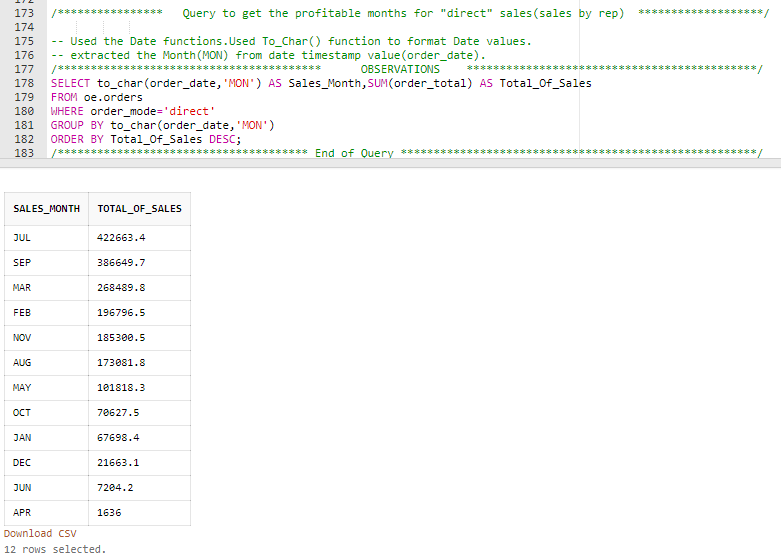 172
173 /**************** Query to get the profitable months for "direct" sales(sales by rep) *******************/
174
175 -- Used the Date functions.Used To_Char() function to format Date values.
176 -- extracted the Month(MON) from date timestamp value(order_date).
177 /**************************************** OBSERVATIONS ********************************************/
178 SELECT to_char(order_date,'MON') AS Sales_Month,SUM(order_total) AS Total_Of_Sales
179 FROM oe.orders
180 WHERE order_mode='direct'
181 GROUP BY to_char(order_date,'MON')
182 ORDER BY Total_Of_Sales DESC;
183 /************************************** End of Query ******************************************************/
SALES_MONTH TOTAL_OF_SALES
JUL 422663.4
SEP 386649.7
MAR 268489.8
FEB 196796.5
NOV 185300.5
AUG 173081.8
MAY 101818.3
OCT 70627.5
JAN 67698.4
DEC 21663.1
JUN 7204.2
APR 1636
Download CSV
12 rows selected.